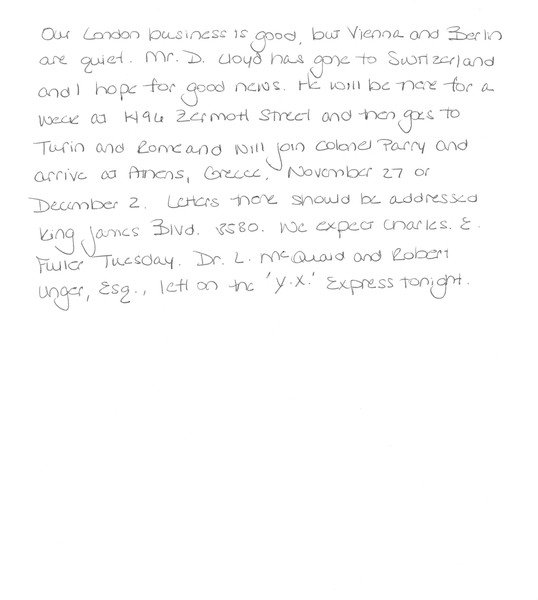 Our London business is good, but Vienna and Berlin
are quiet. Mr. D. Lloyd has gone to Switzerland
and I hope for good news. He will be there for a
week at 1496 Zermott Street and then goes to
Turin and Rome and will join Colonel Parry and
arrive at Athens, Greece, November 27 or
December 2. Letters there should be addressed
King James Blvd. 3580. We expect Charles. E.
Fuller Tuesday. Dr. L. McQuaid and Robert
Unger, Esq., left on the 'Y.X.' Express tonight.